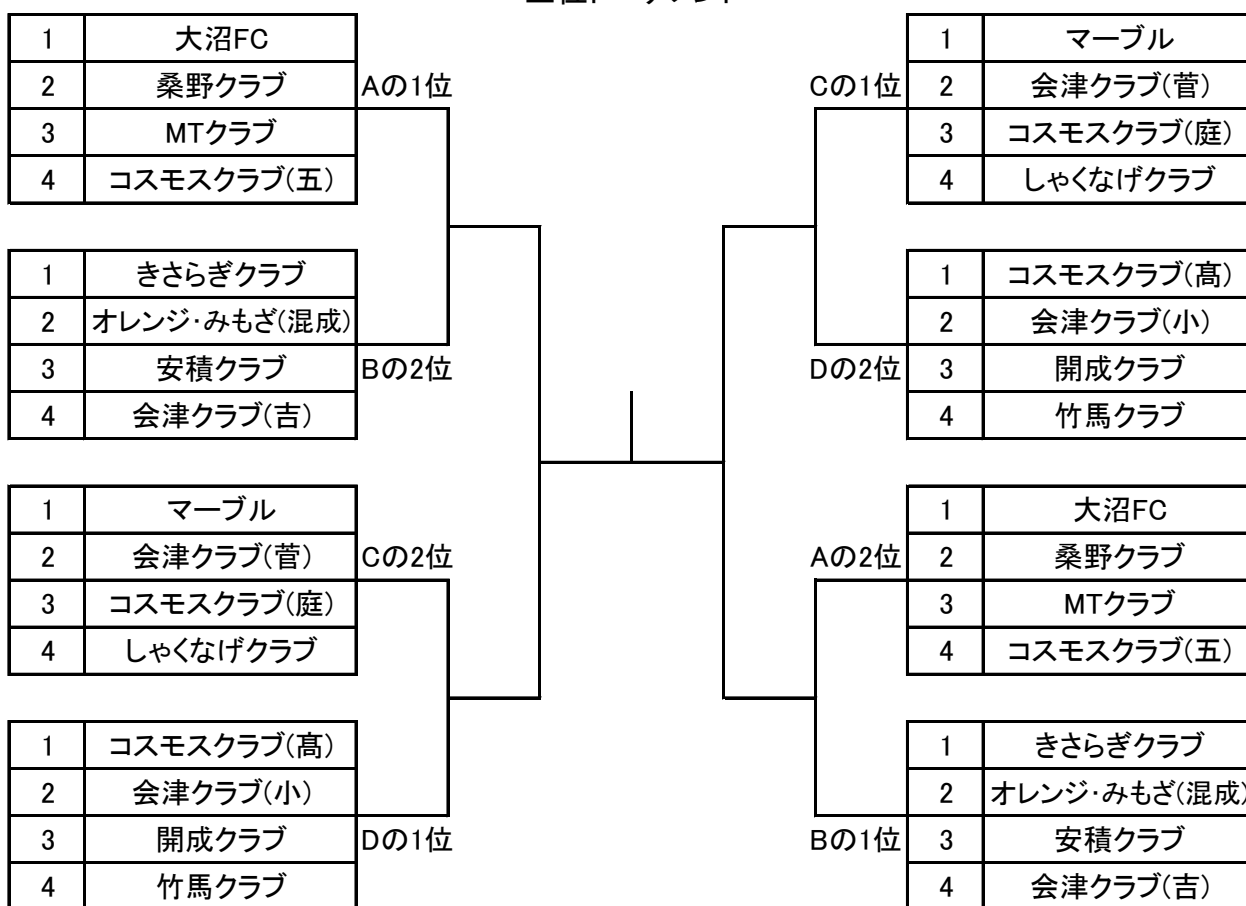 1 大沼FC
2 桑野クラブ Aの1位
3 MTクラブ
4 コスモスクラブ(五)
1 きさらぎクラブ
2 オレンジ・みもざ(混成)
3 安積クラブ Bの2位
4 会津クラブ(吉)
1 マーブル
2 会津クラブ(菅) Cの2位
3 コスモスクラブ(庭)
4 しゃくなげクラブ
1 コスモスクラブ(髙)
2 会津クラブ(小)
3 開成クラブ Dの1位
4 竹馬クラブ
1 マーブル
Cの1位 2 会津クラブ(菅)
3 コスモスクラブ(庭)
4 しゃくなげクラブ
1 コスモスクラブ(髙)
2 会津クラブ(小)
Dの2位 3 開成クラブ
4 竹馬クラブ
1 大沼FC
Aの2位 2 桑野クラブ
3 MTクラブ
4 コスモスクラブ(五)
1 きさらぎクラブ
2 オレンジ・みもざ(混成)
Bの1位 3 安積クラブ
4 会津クラブ(吉)